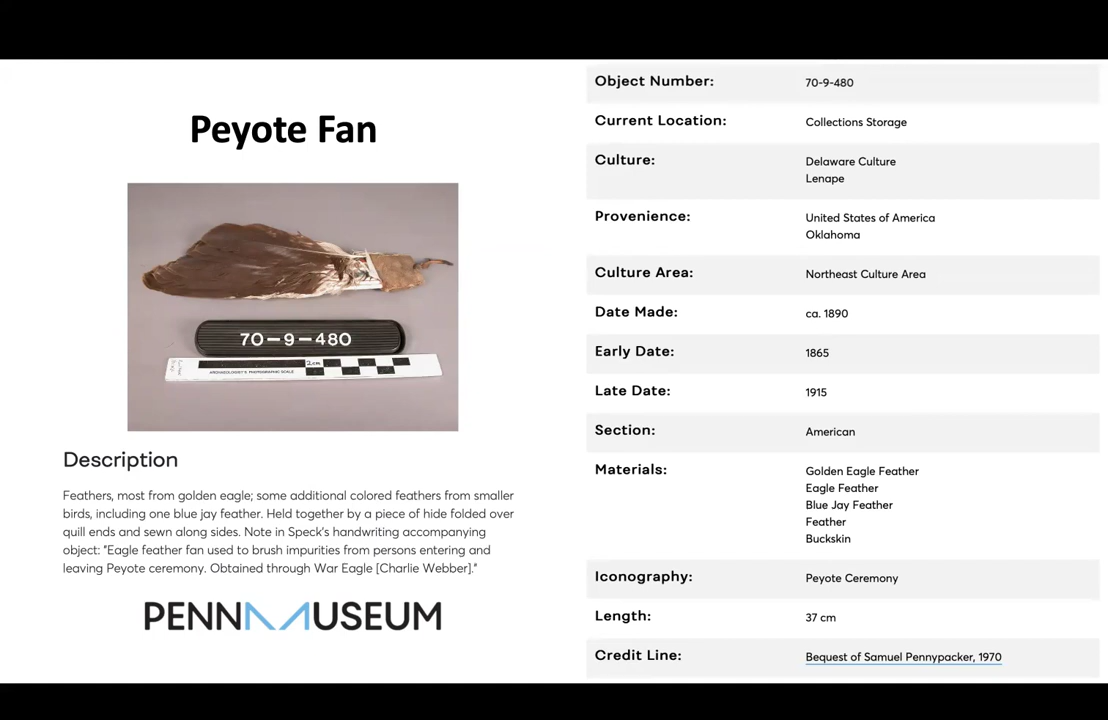 Peyote Fan
70-9-480
2cm
ARCHAEOLOGIST'S PHOTOGRAPHIC SCALE
Description
Feathers, most from golden eagle; some additional colored feathers from smaller
birds, including one blue jay feather. Held together by a piece of hide folded over
quill ends and sewn along sides. Note in Speck's handwriting accompanying
object: "Eagle feather fan used to brush impurities from persons entering and
leaving Peyote ceremony. Obtained through War Eagle [Charlie Webber]."
PENN MUSEUM
Object Number: 70-9-480
Current Location: Collections Storage
Culture: Delaware Culture
Lenape
Provenience: United States of America
Oklahoma
Culture Area: Northeast Culture Area
Date Made: ca. 1890
Early Date: 1865
Late Date: 1915
Section: American
Materials: Golden Eagle Feather
Eagle Feather
Blue Jay Feather
Feather
Buckskin
Iconography: Peyote Ceremony
Length: 37 cm
Credit Line: Bequest of Samuel Pennypacker, 1970